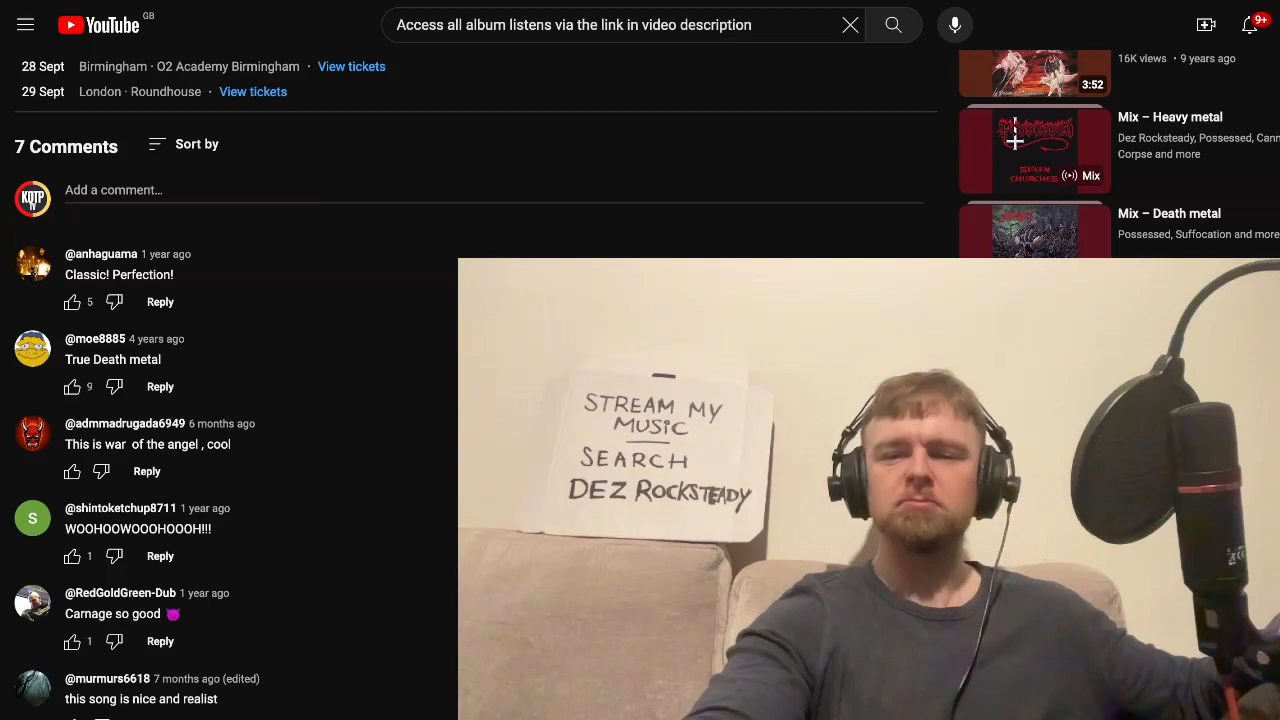 YouTube GB
Access all album listens via the link in video description
9+
28 Sept Birmingham · O2 Academy Birmingham · View tickets
29 Sept London · Roundhouse · View tickets
7 Comments
Sort by
KOTP
TV
Add a comment...
@anhaguama 1 year ago
Classic! Perfection!
5 Reply
@moe8885 4 years ago
True Death metal
9 Reply
@admmadrugada6949 6 months ago
This is war of the angel , cool
Reply
S
@shintoketchup8711 1 year ago
WOOHOOWOOOHOOOH!!!
1 Reply
@RedGoldGreen-Dub 1 year ago
Carnage so good 😈
1 Reply
@murmurs6618 7 months ago (edited)
this song is nice and realist
3:52
16K views · 9 years ago
Possessed
SEVEN
CHURCHES
Mix
Mix – Heavy metal
Dez Rocksteady, Possessed, Cann
Corpse and more
Mix – Death metal
Possessed, Suffocation and more
STREAM MY
MUSIC
SEARCH
DEZ ROCKSTEADY